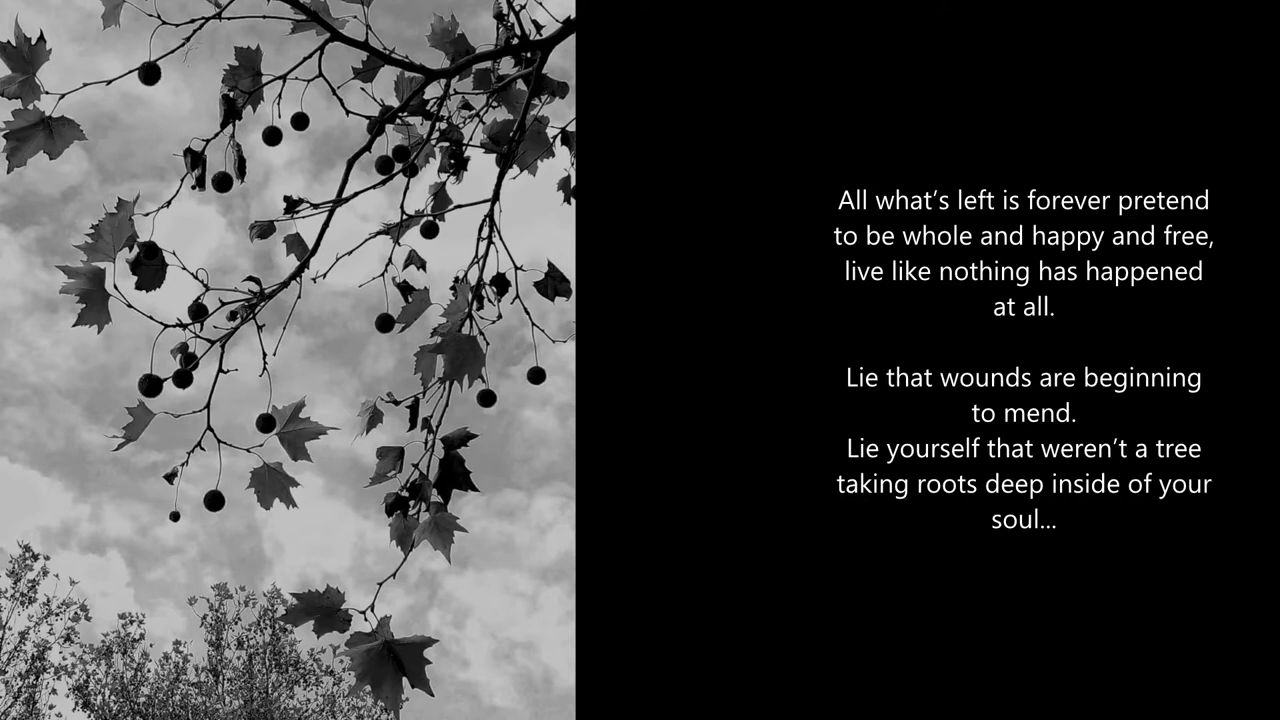 All what’s left is forever pretend
to be whole and happy and free,
live like nothing has happened
at all.
Lie that wounds are beginning
to mend.
Lie yourself that weren’t a tree
taking roots deep inside of your
soul...